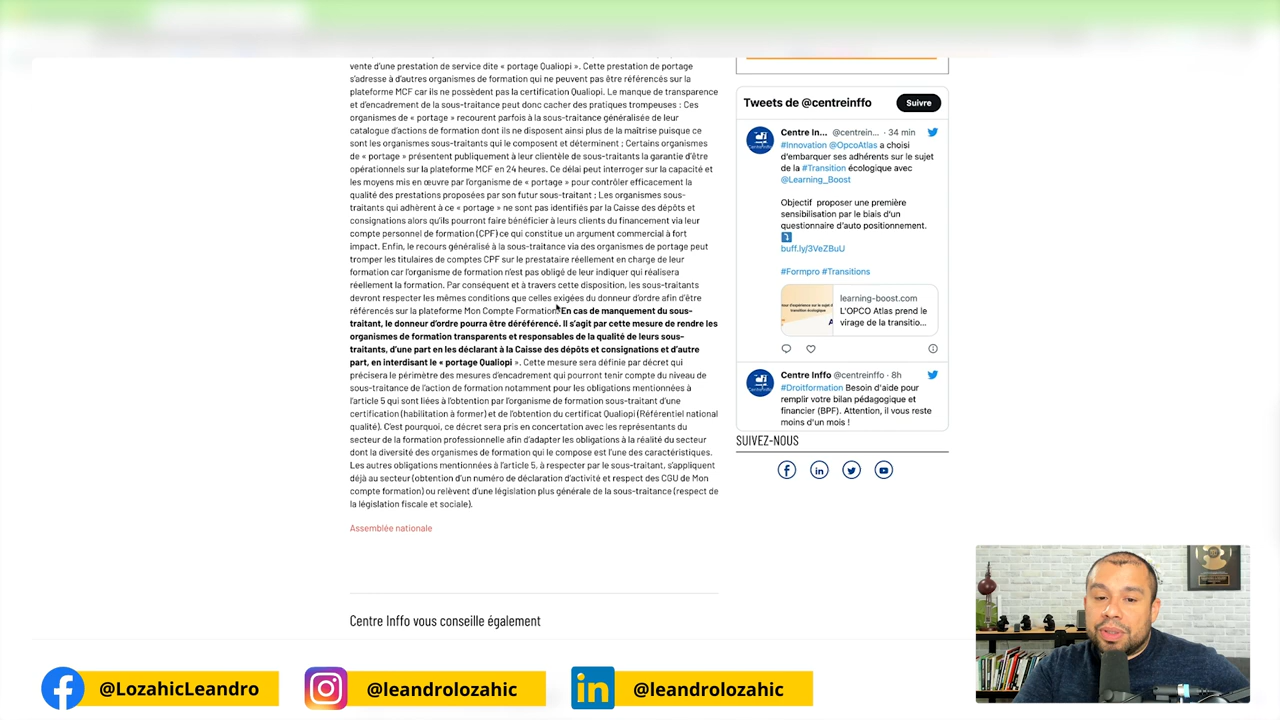 vente d'une prestation de service dite « portage Qualiopi ». Cette prestation de portage
s'adresse à d'autres organismes de formation qui ne peuvent pas être référencés sur la
plateforme MCF car ils ne possèdent pas la certification Qualiopi. Le manque de transparence
et d'encadrement de la sous-traitance peut donc cacher des pratiques trompeuses : Ces
organismes de « portage » recourent parfois à la sous-traitance généralisée de leur
catalogue d'actions de formation dont ils ne disposent ainsi plus de la maîtrise puisque ce
sont les organismes sous-traitants qui le composent et déterminent ; Certains organismes
de « portage » présentent publiquement à leur clientèle de sous-traitants la garantie d'être
opérationnels sur la plateforme MCF en 24 heures. Ce délai peut interroger sur la capacité et
les moyens mis en œuvre par l'organisme de « portage » pour contrôler efficacement la
qualité des prestations proposées par son futur sous-traitant ; Les organismes sous-
traitants qui adhèrent à ce « portage » ne sont pas identifiés par la Caisse des dépôts et
consignations alors qu'ils pourront faire bénéficier à leurs clients du financement via leur
compte personnel de formation (CPF) ce qui constitue un argument commercial à fort
impact. Enfin, le recours généralisé à la sous-traitance via des organismes de portage peut
tromper les titulaires de comptes CPF sur le prestataire réellement en charge de leur
formation car l'organisme de formation n'est pas obligé de leur indiquer qui réalisera
réellement la formation. Par conséquent et à travers cette disposition, les sous-traitants
devront respecter les mêmes conditions que celles exigées du donneur d'ordre afin d'être
référencés sur la plateforme Mon Compte Formation. En cas de manquement du sous-
traitant, le donneur d'ordre pourra être déréférencé. Il s'agit par cette mesure de rendre les
organismes de formation transparents et responsables de la qualité de leurs sous-
traitants, d'une part en les déclarant à la Caisse des dépôts et consignations et d'autre
part, en interdisant le « portage Qualiopi ». Cette mesure sera définie par décret qui
précisera le périmètre des mesures d'encadrement qui pourront tenir compte du niveau de
sous-traitance de l'action de formation notamment pour les obligations mentionnées à
l'article 5 qui sont liées à l'obtention par l'organisme de formation sous-traitant d'une
certification (habilitation à former) et de l'obtention du certificat Qualiopi (Référentiel national
qualité). C'est pourquoi, ce décret sera pris en concertation avec les représentants du
secteur de la formation professionnelle afin d'adapter les obligations à la réalité du secteur
dont la diversité des organismes de formation qui le compose est une des caractéristiques.
Les autres obligations mentionnées à l'article 5, à respecter par le sous-traitant, s'appliquent
déjà au secteur (obtention d'un numéro de déclaration d'activité et respect des CGU de Mon
compte formation) ou relèvent d'une législation plus générale de la sous-traitance (respect de
la législation fiscale et sociale).
Assemblée nationale
Centre Inffo vous conseille également
Tweets de @centreinffo
Suivre
Centre In... @centrein... · 34 min
#Innovation @OpcoAtlas a choisi
d'embarquer ses adhérents sur le sujet
de la #Transition écologique avec
@Learning_Boost
Objectif proposer une première
sensibilisation par le biais d'un
questionnaire d'auto positionnement.
buff.ly/3VeZBuU
#Formpro #Transitions
learning-boost.com
L'OPCO Atlas prend le
virage de la transitio...
Centre Inffo @centreinffo · 8h
#Droitformation Besoin d'aide pour
remplir votre bilan pédagogique et
financier (BPF). Attention, il vous reste
moins d'un mois !
SUIVEZ-NOUS
@LozahicLeandro
@leandrolozahic
@leandrolozahic